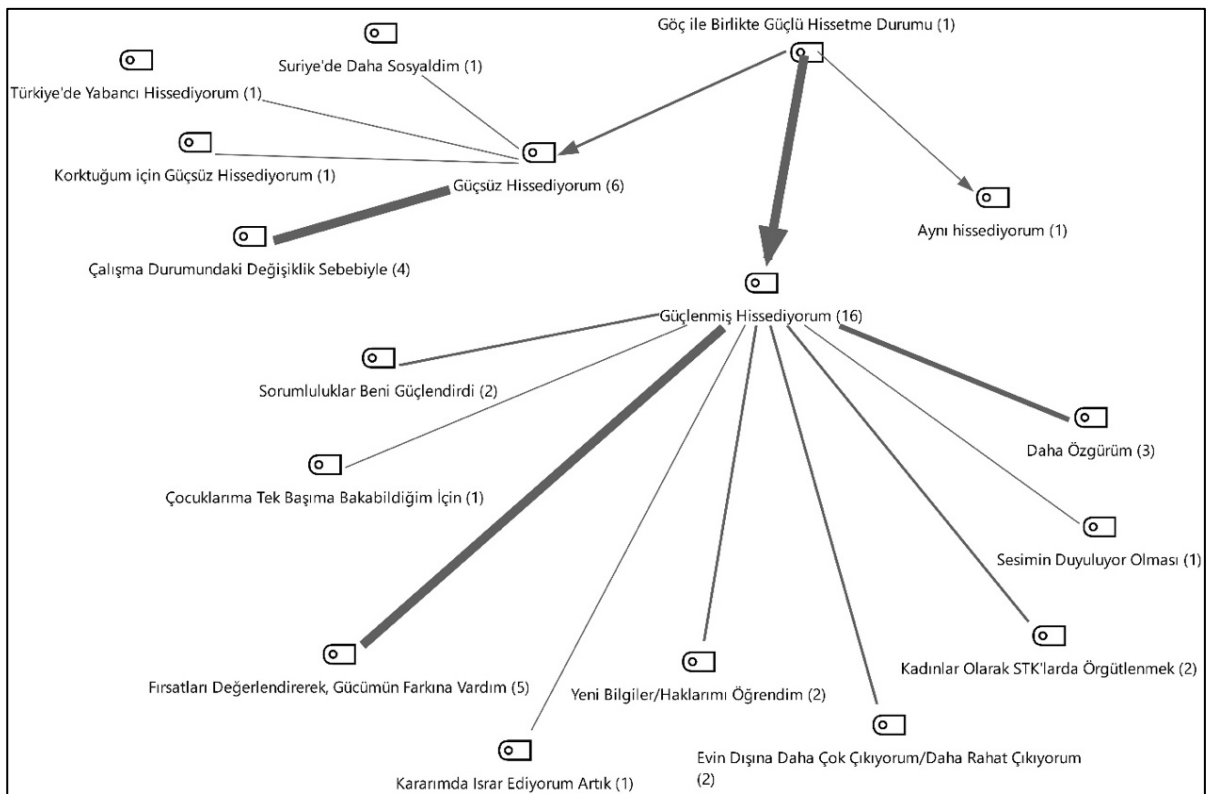 Göç ile Birlikte Güçlü Hissetme Durumu (1)
Suriye'de Daha Sosyaldim (1)
Türkiye'de Yabancı Hissediyorum (1)
Korktuğum için Güçsüz Hissediyorum (1)
Güçsüz Hissediyorum (6)
Aynı hissediyorum (1)
Çalışma Durumundaki Değişiklik Sebebiyle (4)
Güçlenmiş Hissediyorum (16)
Sorumluluklar Beni Güçlendirdi (2)
Daha Özgürüm (3)
Çocuklarıma Tek Başıma Bakabildiğim İçin (1)
Sesimin Duyuluyor Olması (1)
Kadınlar Olarak STK'larda Örgütlenmek (2)
Fırsatları Değerlendirerek, Gücümün Farkına Vardım (5)
Yeni Bilgiler/Haklarımı Öğrendim (2)
Evin Dışına Daha Çok Çıkıyorum/Daha Rahat Çıkıyorum
(2)
Kararımda Israr Ediyorum Artık (1)